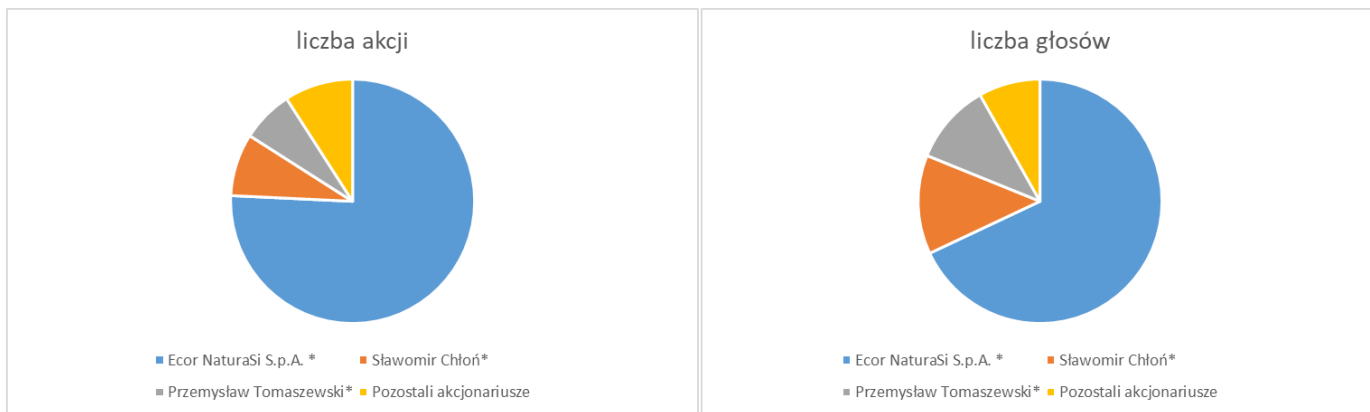 liczba akcji
Ecor NaturaSi S.p.A. * Sławomir Chłoń*
Przemysław Tomaszewski* Pozostali akcjonariusze
liczba głosów
Ecor NaturaSi S.p.A. * Sławomir Chłoń*
Przemysław Tomaszewski* Pozostali akcjonariusze